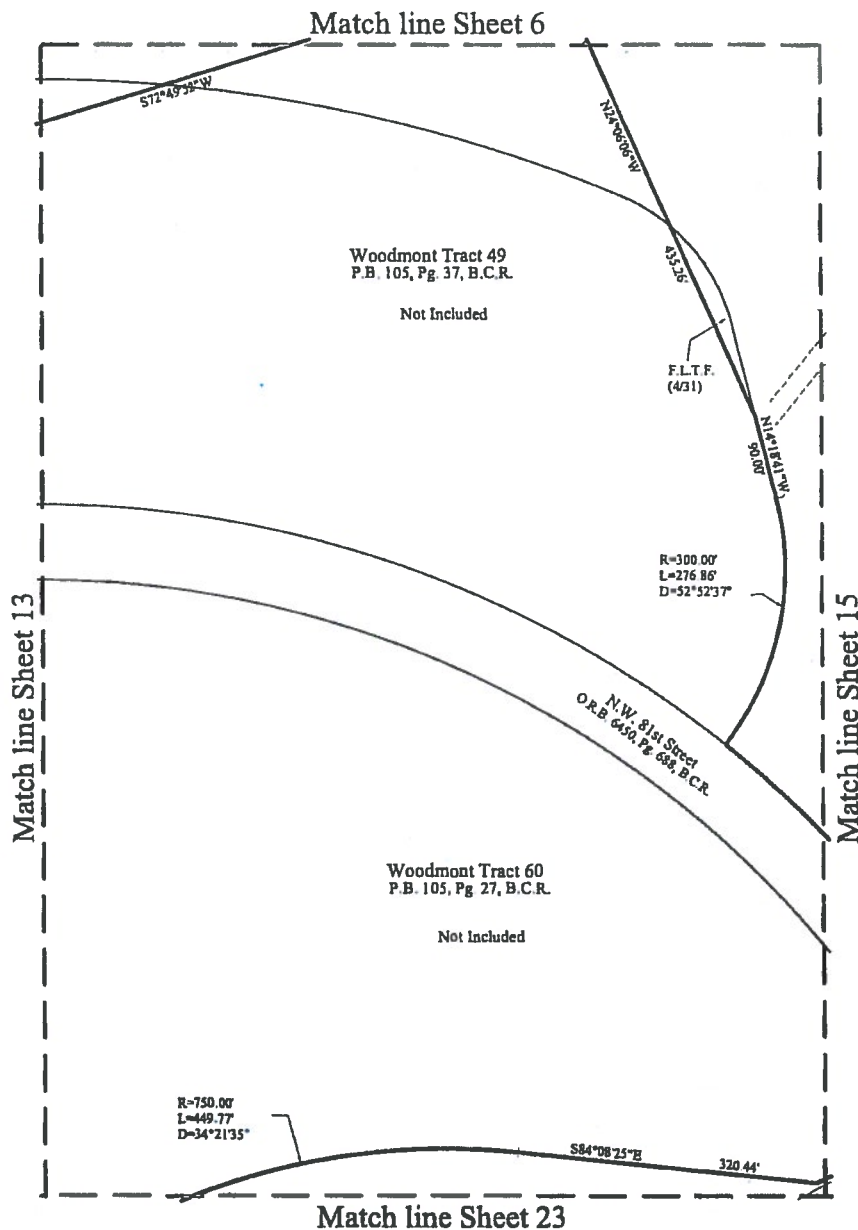 Match line Sheet 6
S72°49'32"W
N24°06'06"W
435.26'
Woodmont Tract 49
P.B. 105, Pg. 37, B.C.R.
Not Included
F.L.T.F.
(4/31)
N14°18'41"W
90.00'
R=300.00'
L=276.86'
D=52°52'37"
Match line Sheet 13
Match line Sheet 15
N.W. 81st Street
O.R.B. 6450, Pg. 688, B.C.R.
Woodmont Tract 60
P.B. 105, Pg. 27, B.C.R.
Not Included
R=750.00'
L=449.77'
D=34°21'35"
S84°08'25"E
320.44'
Match line Sheet 23